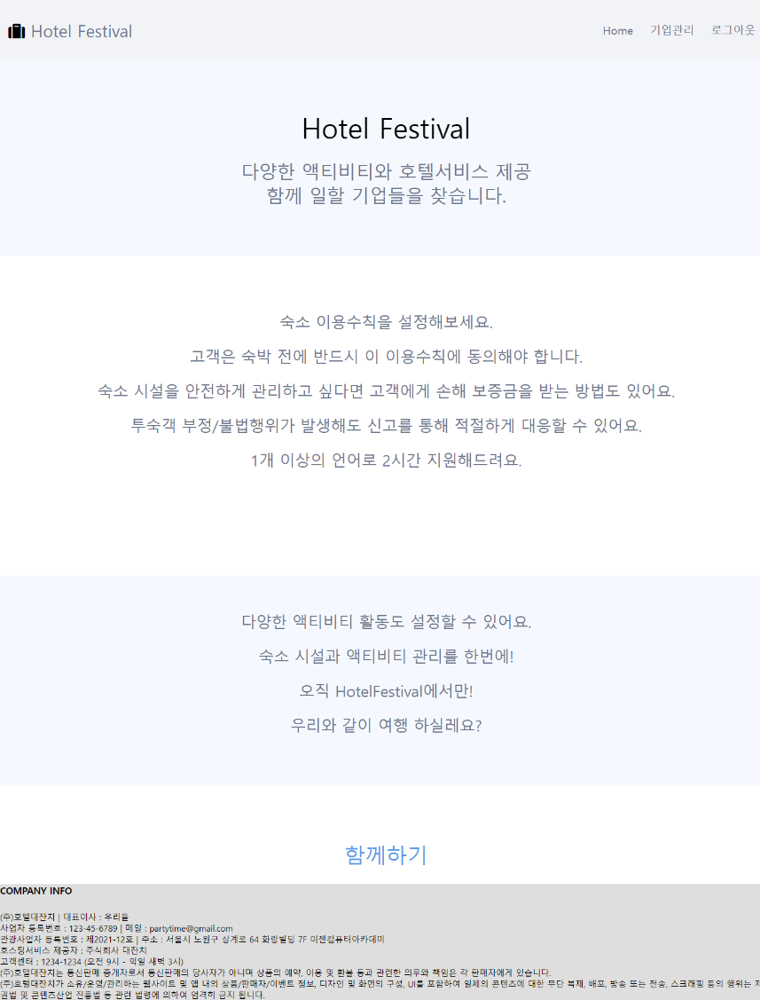 Hotel Festival
Home 기업관리 로그아웃
Hotel Festival
다양한 액티비티와 호텔서비스 제공
함께 일할 기업들을 찾습니다.
숙소 이용수칙을 설정해보세요.
고객은 숙박 전에 반드시 이 이용수칙에 동의해야 합니다.
숙소 시설을 안전하게 관리하고 싶다면 고객에게 손해 보증금을 받는 방법도 있어요.
투숙객 부정/불법행위가 발생해도 신고를 통해 적절하게 대응할 수 있어요.
1개 이상의 언어로 2시간 지원해드려요.
다양한 액티비티 활동도 설정할 수 있어요.
숙소 시설과 액티비티 관리를 한번에!
오직 HotelFestival에서만!
우리와 같이 여행 하실레요?
함께하기
COMPANY INFO
(주)호텔대잔치 | 대표이사 : 우리들
사업자 등록번호 : 123-45-6789 | 메일 : partytime@gmail.com
관광사업자 등록번호 : 제2021-12호 | 주소 : 서울시 노원구 상계로 64 화랑빌딩 7F 이젠컴퓨터아카데미
호스팅서비스 제공자 : 주식회사 대잔치
고객센터 : 1234-1234 (오전 9시 - 익일 새벽 3시)
(주)호텔대잔치는 통신판매 중개자로서 통신판매의 당사자가 아니며 상품의 예약, 이용 및 환불 등과 관련한 의무와 책임은 각 판매자에게 있습니다.
(주)호텔대잔치가 소유/운영/관리하는 웹사이트 및 앱 내의 상품/판매자/이벤트 정보, 디자인 및 화면의 구성, UI를 포함하여 일체의 콘텐츠에 대한 무단 복제, 배포, 방송 또는 전송, 스크래핑 등의 행위는
권법 및 콘텐츠산업 진흥법 등 관련 법령에 의하여 엄격히 금지 됩니다.